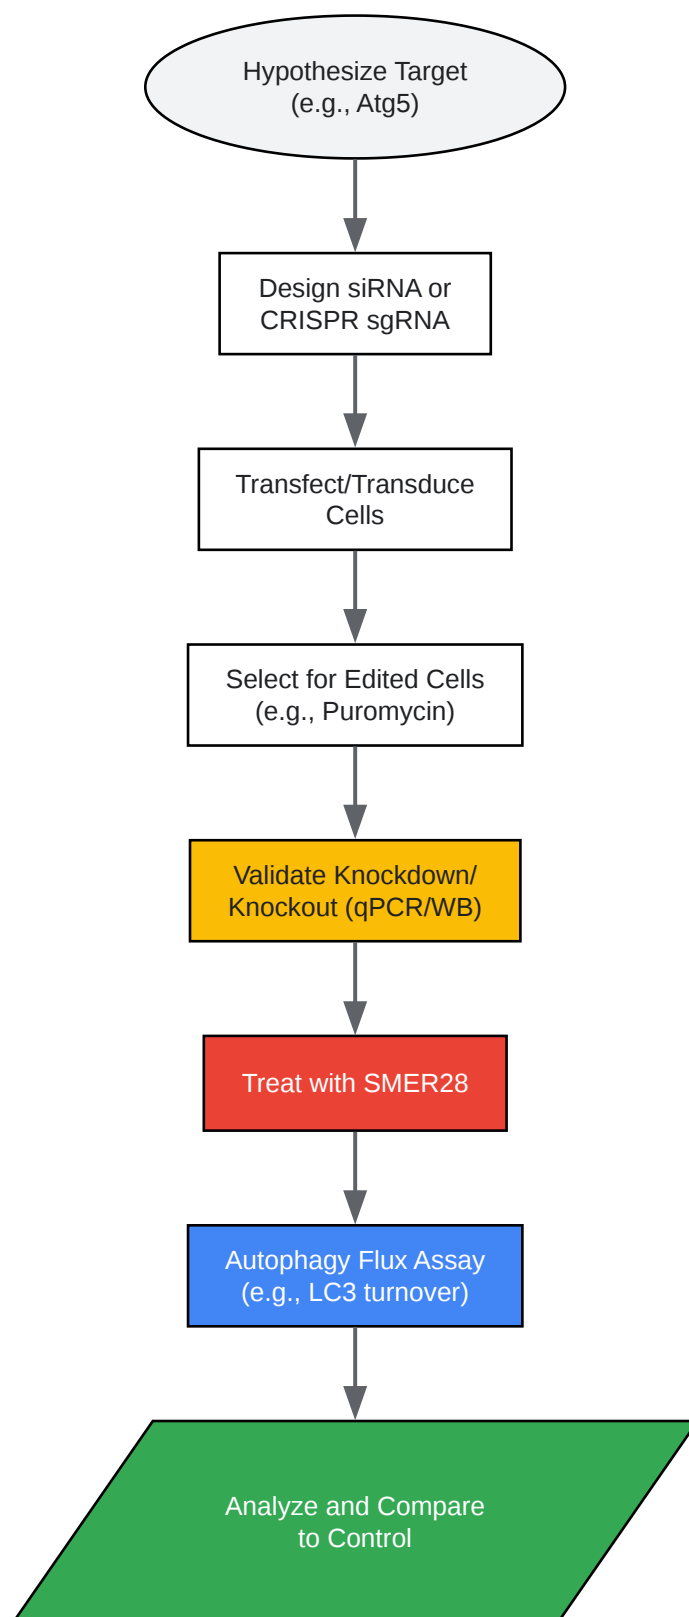 Hypothesize Target
(e.g., Atg5)
Design siRNA or
CRISPR sgRNA
Transfect/Transduce
Cells
Select for Edited Cells
(e.g., Puromycin)
Validate Knockdown/
Knockout (qPCR/WB)
Treat with SMER28
Autophagy Flux Assay
(e.g., LC3 turnover)
Analyze and Compare
to Control